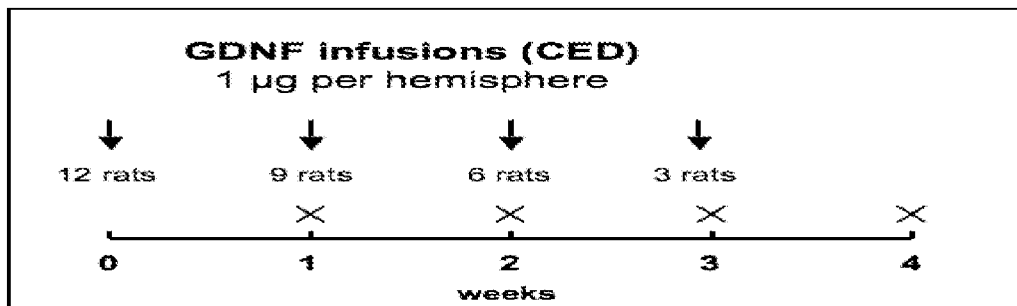 GDNF infusions (CED)
1 µg per hemisphere
12 rats 9 rats 6 rats 3 rats
0 1 2 3 4
weeks